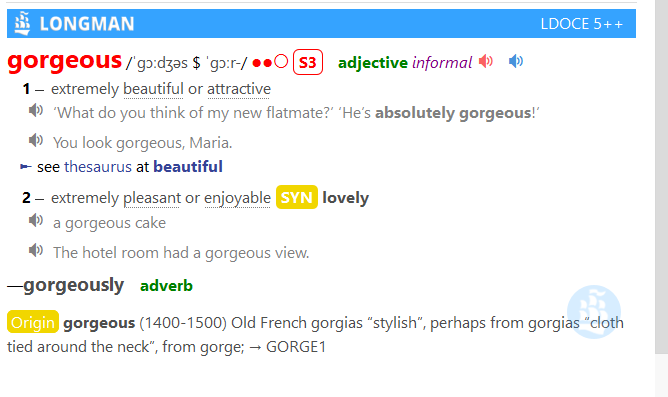 LONGMAN LDOCE 5++
gorgeous /ˈɡɔːdʒəs $ ˈɡɔːr-/ ●●○ S3 adjective informal
1 – extremely beautiful or attractive
‘What do you think of my new flatmate?’ ‘He’s absolutely gorgeous!’
You look gorgeous, Maria.
► see thesaurus at beautiful
2 – extremely pleasant or enjoyable SYN lovely
a gorgeous cake
The hotel room had a gorgeous view.
—gorgeously adverb
Origin gorgeous (1400-1500) Old French gorgias “stylish”, perhaps from gorgias “cloth
tied around the neck”, from gorge; → GORGE1